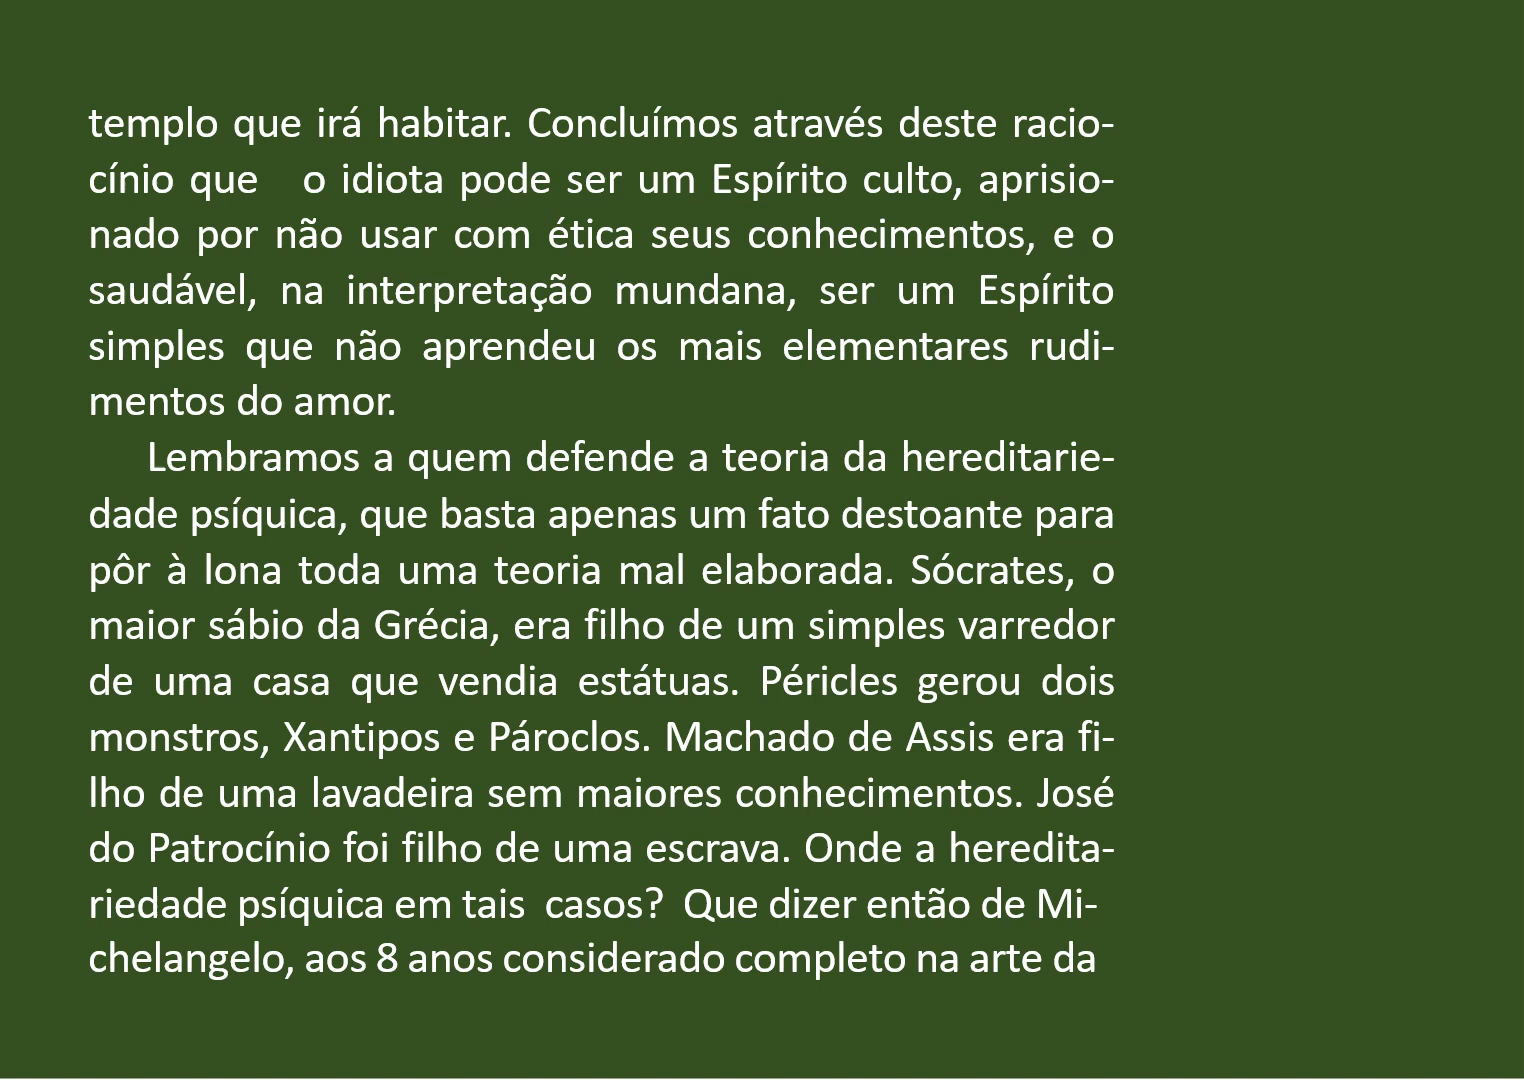 templo que irá habitar. Concluímos através deste racio-
cínio que o idiota pode ser um Espírito culto, aprisio-
nado por não usar com ética seus conhecimentos, e o
saudável, na interpretação mundana, ser um Espírito
simples que não aprendeu os mais elementares rudi-
mentos do amor.
Lembramos a quem defende a teoria da hereditarie-
dade psíquica, que basta apenas um fato destoante para
pôr à lona toda uma teoria mal elaborada. Sócrates, o
maior sábio da Grécia, era filho de um simples varredor
de uma casa que vendia estátuas. Péricles gerou dois
monstros, Xantipos e Pároclos. Machado de Assis era fi-
lho de uma lavadeira sem maiores conhecimentos. José
do Patrocínio foi filho de uma escrava. Onde a heredita-
riedade psíquica em tais casos? Que dizer então de Mi-
chelangelo, aos 8 anos considerado completo na arte da